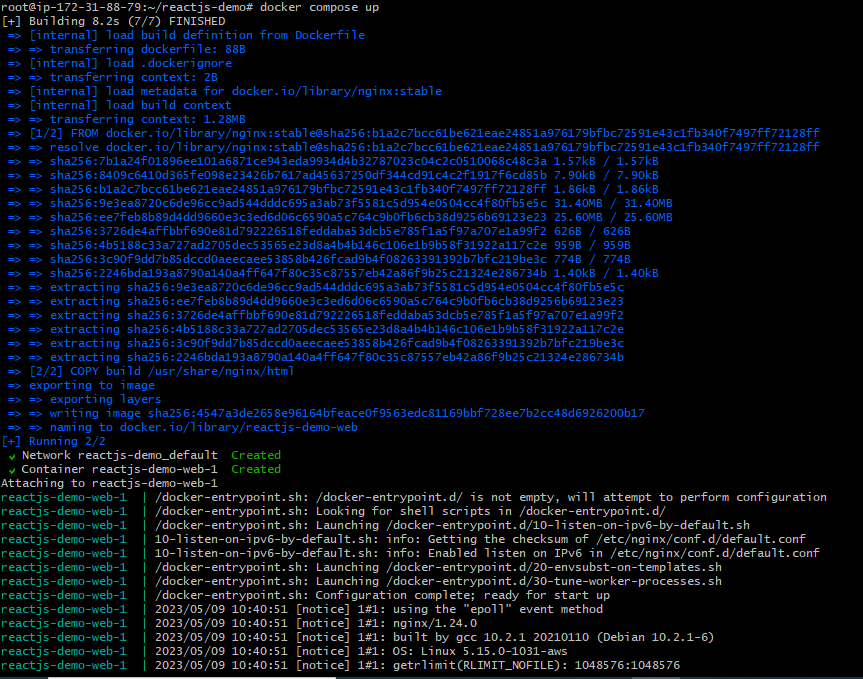 root@ip-172-31-88-79:~/reactjs-demo# docker compose up
[+] Building 8.2s (7/7) FINISHED
=> [internal] load build definition from Dockerfile
=> => transferring dockerfile: 88B
=> [internal] load .dockerignore
=> => transferring context: 2B
=> [internal] load metadata for docker.io/library/nginx:stable
=> [internal] load build context
=> => transferring context: 1.28MB
=> [1/2] FROM docker.io/library/nginx:stable@sha256:b1a2c7bcc61be621eae24851a976179bfbc72591e43c1fb340f7497ff72128ff
=> => resolve docker.io/library/nginx:stable@sha256:b1a2c7bcc61be621eae24851a976179bfbc72591e43c1fb340f7497ff72128ff
=> => sha256:7b1a24f01896ee101a6871ce943eda9934d4b32787023c04c2c0510068c48c3a 1.57kB / 1.57kB
=> => sha256:8409c6410d365fe098e23426b7617ad45637250df344cd91c4c2f1917f6cd85b 7.90kB / 7.90kB
=> => sha256:b1a2c7bcc61be621eae24851a976179bfbc72591e43c1fb340f7497ff72128ff 1.86kB / 1.86kB
=> => sha256:9e3ea8720c6de96cc9ad544dddc695a3ab73f5581c5d954e0504cc4f80fb5e5c 31.40MB / 31.40MB
=> => sha256:ee7feb8b89d4dd9660e3c3ed6d06c6590a5c764c9b0fb6cb38d9256b69123e23 25.60MB / 25.60MB
=> => sha256:3726de4affbbf690e81d792226518feddaba53dcb5e785f1a5f97a707e1a99f2 626B / 626B
=> => sha256:4b5188c33a727ad2705dec53565e23d8a4b4b146c106e1b9b58f31922a117c2e 959B / 959B
=> => sha256:3c90f9dd7b85dccd0aeecaee53858b426fcad9b4f08263391392b7bfc219be3c 774B / 774B
=> => sha256:2246bda193a8790a140a4ff647f80c35c87557eb42a86f9b25c21324e286734b 1.40kB / 1.40kB
=> => extracting sha256:9e3ea8720c6de96cc9ad544dddc695a3ab73f5581c5d954e0504cc4f80fb5e5c
=> => extracting sha256:ee7feb8b89d4dd9660e3c3ed6d06c6590a5c764c9b0fb6cb38d9256b69123e23
=> => extracting sha256:3726de4affbbf690e81d792226518feddaba53dcb5e785f1a5f97a707e1a99f2
=> => extracting sha256:4b5188c33a727ad2705dec53565e23d8a4b4b146c106e1b9b58f31922a117c2e
=> => extracting sha256:3c90f9dd7b85dccd0aeecaee53858b426fcad9b4f08263391392b7bfc219be3c
=> => extracting sha256:2246bda193a8790a140a4ff647f80c35c87557eb42a86f9b25c21324e286734b
=> [2/2] COPY build /usr/share/nginx/html
=> exporting to image
=> => exporting layers
=> => writing image sha256:4547a3de2658e96164bfeace0f9563edc81169bbf728ee7b2cc48d6926200b17
=> => naming to docker.io/library/reactjs-demo-web
[+] Running 2/2
✔ Network reactjs-demo_default  Created
✔ Container reactjs-demo-web-1  Created
Attaching to reactjs-demo-web-1
reactjs-demo-web-1  | /docker-entrypoint.sh: /docker-entrypoint.d/ is not empty, will attempt to perform configuration
reactjs-demo-web-1  | /docker-entrypoint.sh: Looking for shell scripts in /docker-entrypoint.d/
reactjs-demo-web-1  | /docker-entrypoint.sh: Launching /docker-entrypoint.d/10-listen-on-ipv6-by-default.sh
reactjs-demo-web-1  | 10-listen-on-ipv6-by-default.sh: info: Getting the checksum of /etc/nginx/conf.d/default.conf
reactjs-demo-web-1  | 10-listen-on-ipv6-by-default.sh: info: Enabled listen on IPv6 in /etc/nginx/conf.d/default.conf
reactjs-demo-web-1  | /docker-entrypoint.sh: Launching /docker-entrypoint.d/20-envsubst-on-templates.sh
reactjs-demo-web-1  | /docker-entrypoint.sh: Launching /docker-entrypoint.d/30-tune-worker-processes.sh
reactjs-demo-web-1  | /docker-entrypoint.sh: Configuration complete; ready for start up
reactjs-demo-web-1  | 2023/05/09 10:40:51 [notice] 1#1: using the "epoll" event method
reactjs-demo-web-1  | 2023/05/09 10:40:51 [notice] 1#1: nginx/1.24.0
reactjs-demo-web-1  | 2023/05/09 10:40:51 [notice] 1#1: built by gcc 10.2.1 20210110 (Debian 10.2.1-6)
reactjs-demo-web-1  | 2023/05/09 10:40:51 [notice] 1#1: OS: Linux 5.15.0-1031-aws
reactjs-demo-web-1  | 2023/05/09 10:40:51 [notice] 1#1: getrlimit(RLIMIT_NOFILE): 1048576:1048576